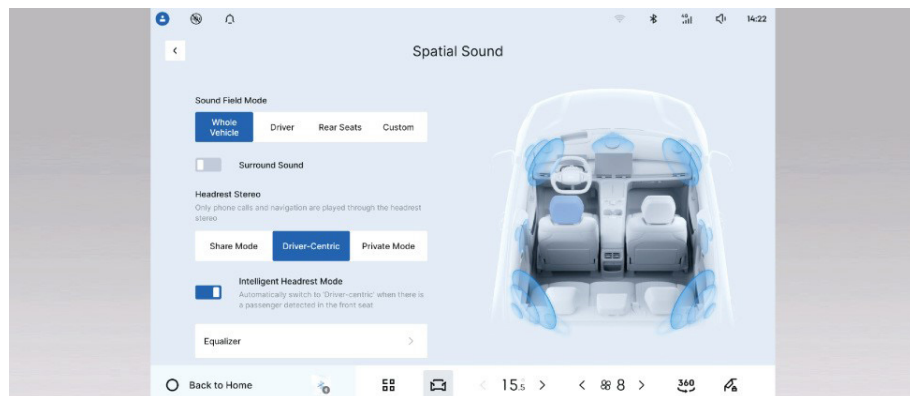 4G
14:22
Spatial Sound
Sound Field Mode
Whole
Vehicle
Driver
Rear Seats
Custom
Surround Sound
Headrest Stereo
Only phone calls and navigation are played through the headrest
stereo
Share Mode
Driver-Centric
Private Mode
Intelligent Headrest Mode
Automatically switch to 'Driver-centric' when there is
a passenger detected in the front seat
Equalizer
Back to Home
15.5
8
360